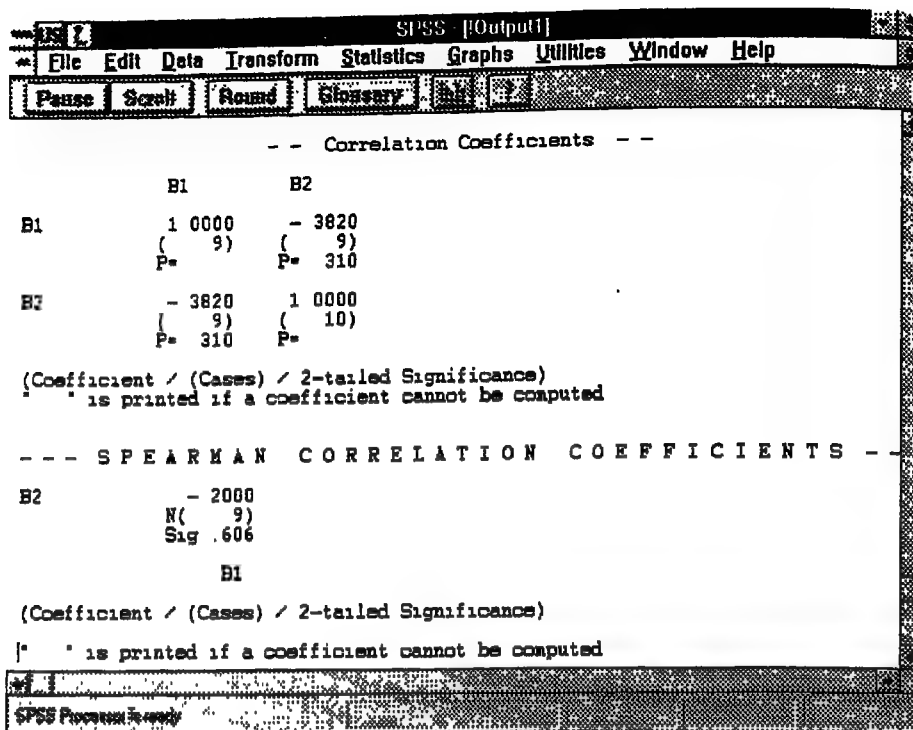 SPSS - [!Output1]
File Edit Data Transform Statistics Graphs Utilities Window Help
Pause Scroll Round Glossary
- - Correlation Coefficients - -
B1 B2
B1 1 0000 - 3820
( 9) ( 9)
P= P= 310
B2 - 3820 1 0000
( 9) ( 10)
P= 310 P=
(Coefficient / (Cases) / 2-tailed Significance)
" " is printed if a coefficient cannot be computed
- - - S P E A R M A N C O R R E L A T I O N C O E F F I C I E N T S - -
B2 - 2000
N( 9)
Sig .606
B1
(Coefficient / (Cases) / 2-tailed Significance)
" " is printed if a coefficient cannot be computed
SPSS Processor is ready